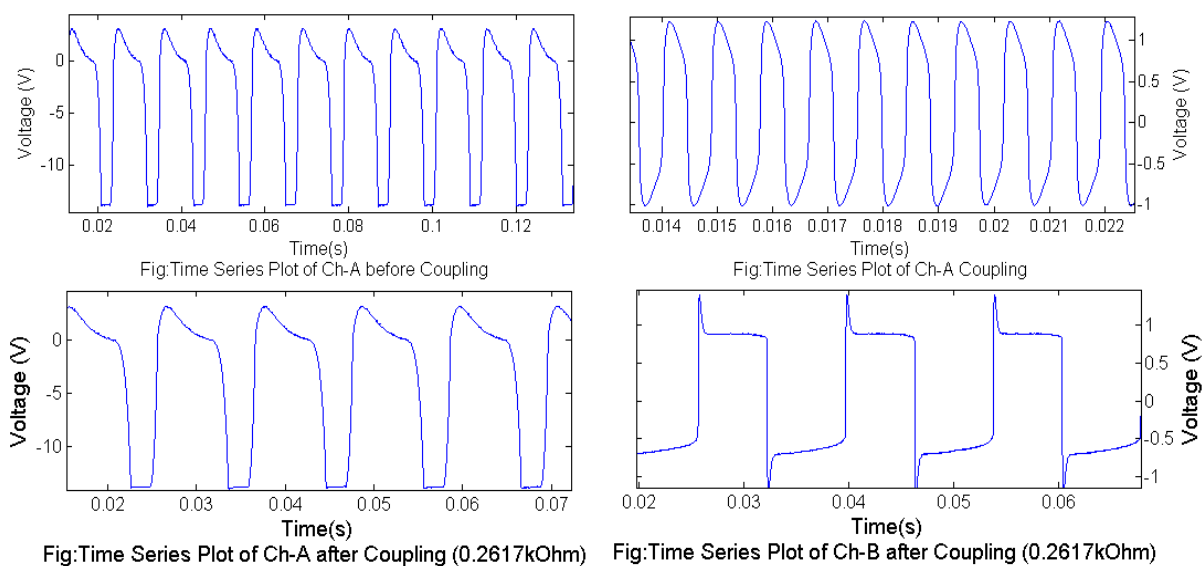 Voltage (V)
0
-5
-10
0.02 0.04 0.06 0.08 0.1 0.12
Time(s)
Fig:Time Series Plot of Ch-A before Coupling
1
0.5
0
-0.5
-1
Voltage (V)
0.014 0.015 0.016 0.017 0.018 0.019 0.02 0.021 0.022
Time(s)
Fig:Time Series Plot of Ch-A Coupling
Voltage (V)
0
-10
0.02 0.03 0.04 0.05 0.06 0.07
Time(s)
Fig:Time Series Plot of Ch-A after Coupling (0.2617kOhm)
1
0.5
0
-0.5
-1
Voltage (V)
0.02 0.03 0.04 0.05 0.06
Time(s)
Fig:Time Series Plot of Ch-B after Coupling (0.2617kOhm)